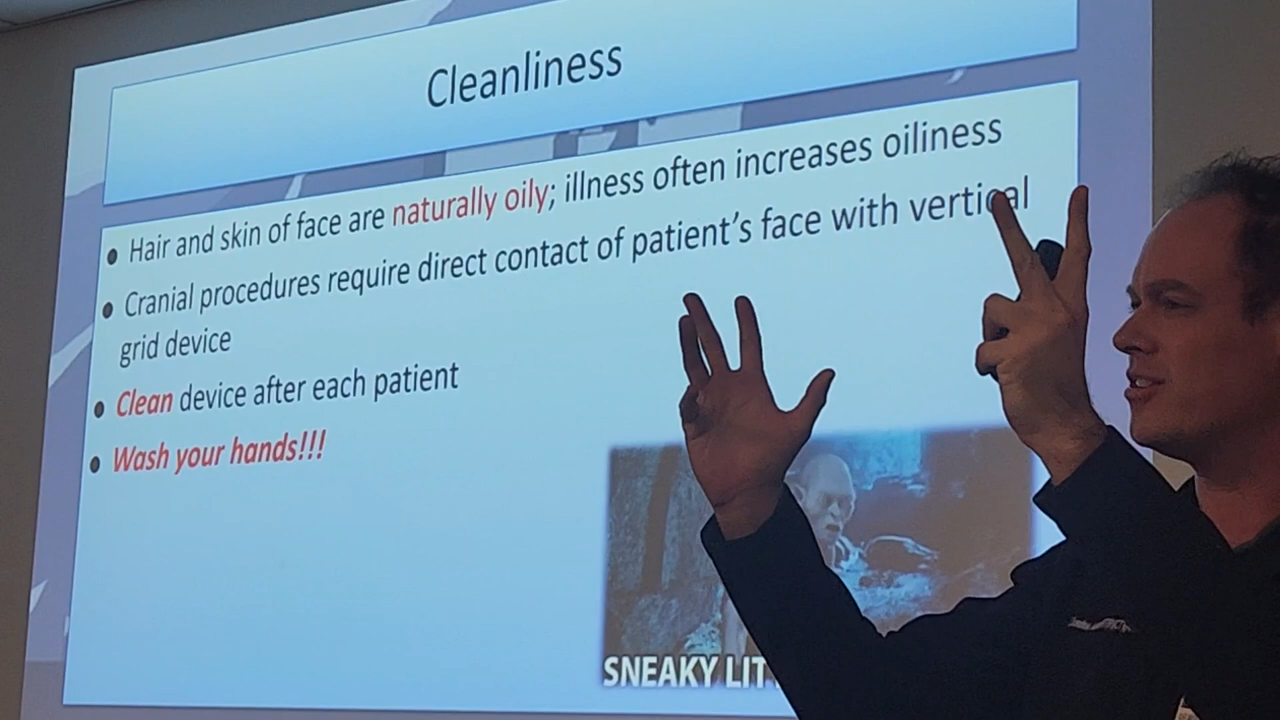 Cleanliness
Hair and skin of face are naturally oily; illness often increases oiliness
Cranial procedures require direct contact of patient's face with vertical
grid device
Clean device after each patient
Wash your hands!!!
SNEAKY